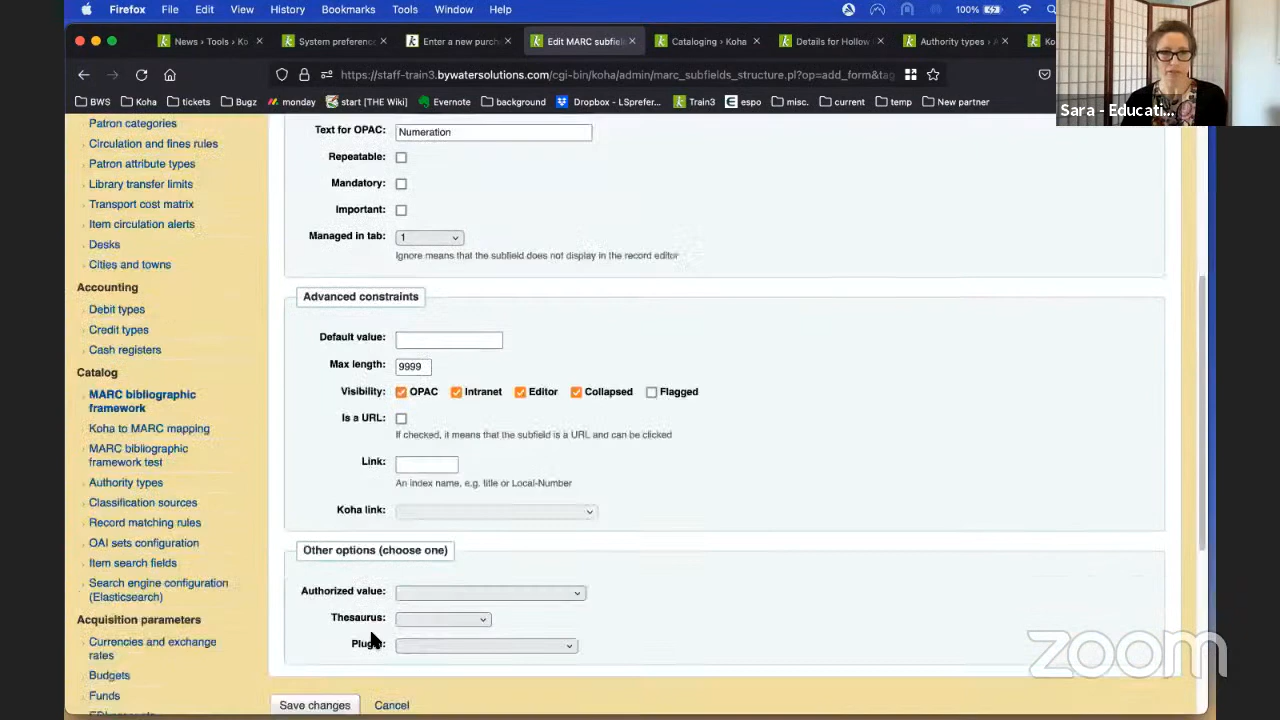 Firefox File Edit View History Bookmarks Tools Window Help 100%
News › Tools › Ko System preferenc Enter a new purch Edit MARC subfiel Cataloging › Koha Details for Hollow Authority types › Ko
https://staff-train3.bywatersolutions.com/cgi-bin/koha/admin/marc_subfields_structure.pl?op=add_form&tag
BWS Koha tickets Bugz monday start [THE Wiki] Evernote background Dropbox - LSprefer... Train3 espo misc. current temp New partner
Sara - Educati...
Patron categories
Circulation and fines rules
Patron attribute types
Library transfer limits
Transport cost matrix
Item circulation alerts
Desks
Cities and towns
Accounting
Debit types
Credit types
Cash registers
Catalog
MARC bibliographic
framework
Koha to MARC mapping
MARC bibliographic
framework test
Authority types
Classification sources
Record matching rules
OAI sets configuration
Item search fields
Search engine configuration
(Elasticsearch)
Acquisition parameters
Currencies and exchange
rates
Budgets
Funds
Text for OPAC: Numeration
Repeatable:
Mandatory:
Important:
Managed in tab: 1
Ignore means that the subfield does not display in the record editor
Advanced constraints
Default value:
Max length: 9999
Visibility: OPAC Intranet Editor Collapsed Flagged
Is a URL:
If checked, it means that the subfield is a URL and can be clicked
Link:
An index name, e.g. title or Local-Number
Koha link:
Other options (choose one)
Authorized value:
Thesaurus:
Save changes Cancel
zoom